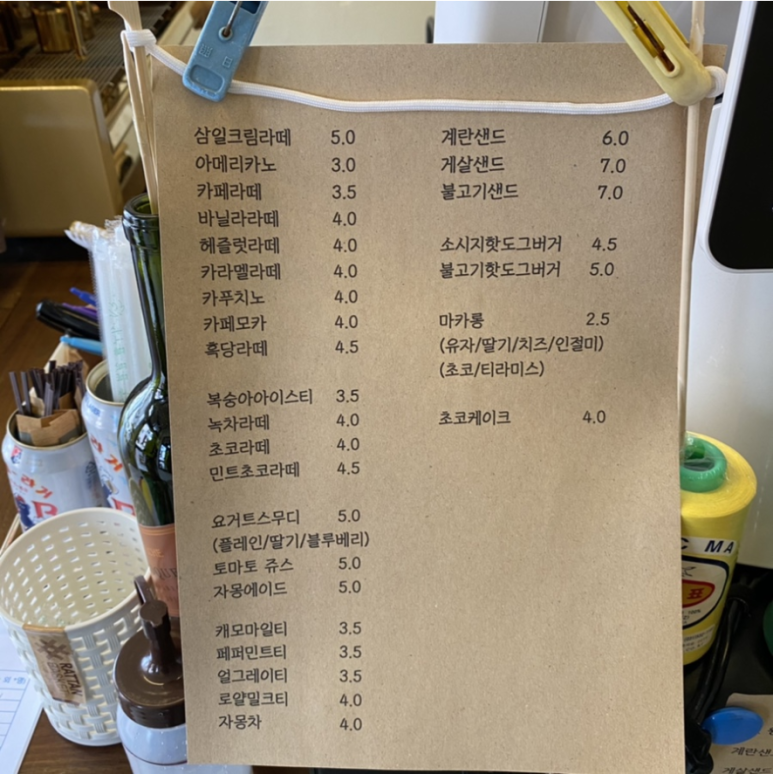 삼일크림라떼 5.0
아메리카노 3.0
카페라떼 3.5
바닐라라떼 4.0
헤즐럿라떼 4.0
카라멜라떼 4.0
카푸치노 4.0
카페모카 4.0
흑당라떼 4.5
복숭아아이스티 3.5
녹차라떼 4.0
초코라떼 4.0
민트초코라떼 4.5
요거트스무디 5.0
(플레인/딸기/블루베리)
토마토 쥬스 5.0
자몽에이드 5.0
캐모마일티 3.5
페퍼민트티 3.5
얼그레이티 3.5
로얄밀크티 4.0
자몽차 4.0
계란샌드 6.0
게살샌드 7.0
불고기샌드 7.0
소시지핫도그버거 4.5
불고기핫도그버거 5.0
마카롱 2.5
(유자/딸기/치즈/인절미)
(초코/티라미스)
초코케이크 4.0
RATTAN
C MA
표
계란샌
게살샌드